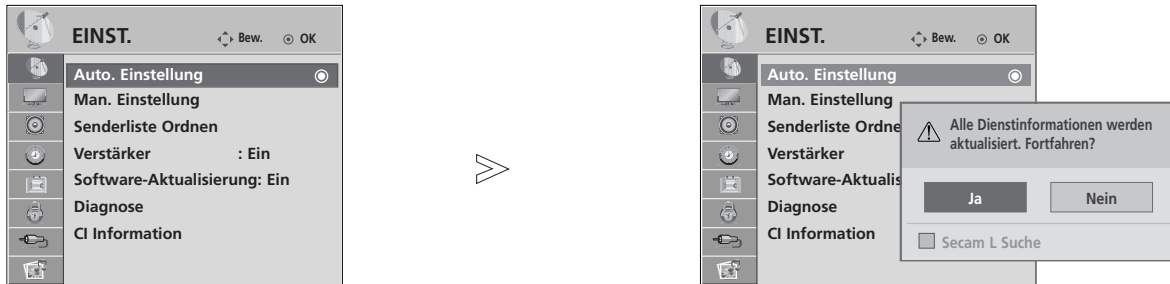 EINST. Bew. OK
Auto. Einstellung
Man. Einstellung
Senderliste Ordnen
Verstärker : Ein
Software-Aktualisierung: Ein
Diagnose
CI Information
EINST. Bew. OK
Auto. Einstellung
Man. Einstellung
Senderliste Ordne
Verstärker
Software-Aktualis
Diagnose
CI Information
Alle Dienstinformationen werden
aktualisiert. Fortfahren?
Ja Nein
Secam L Suche